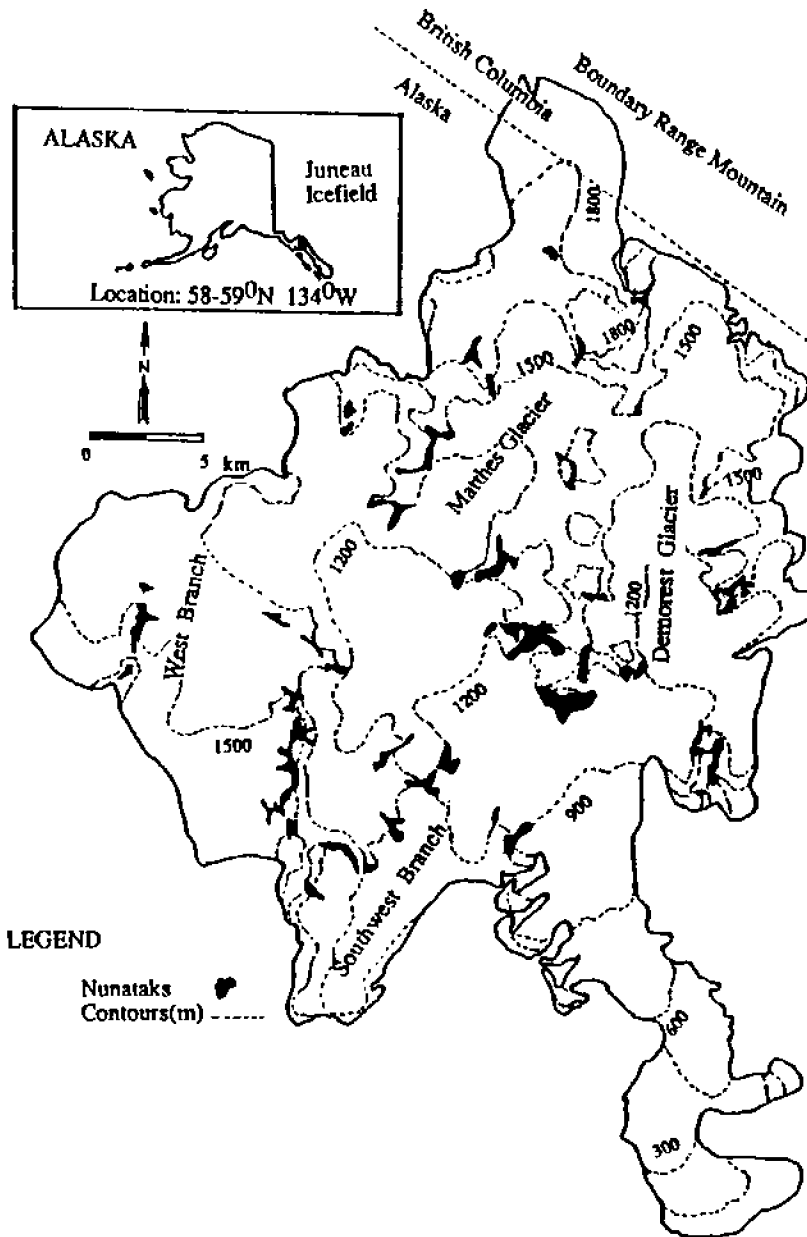 British Columbia
Boundary Range Mountain
Alaska
ALASKA
Juneau
Icefield
Location: 58-59⁰N 134⁰W
N
0 5 km
1800
1800
1500
1500
1500
Matthes Glacier
1200
West Branch
Demorest Glacier
1200
1200
1500
900
Southwest Branch
LEGEND
Nunataks
Contours(m)
600
300